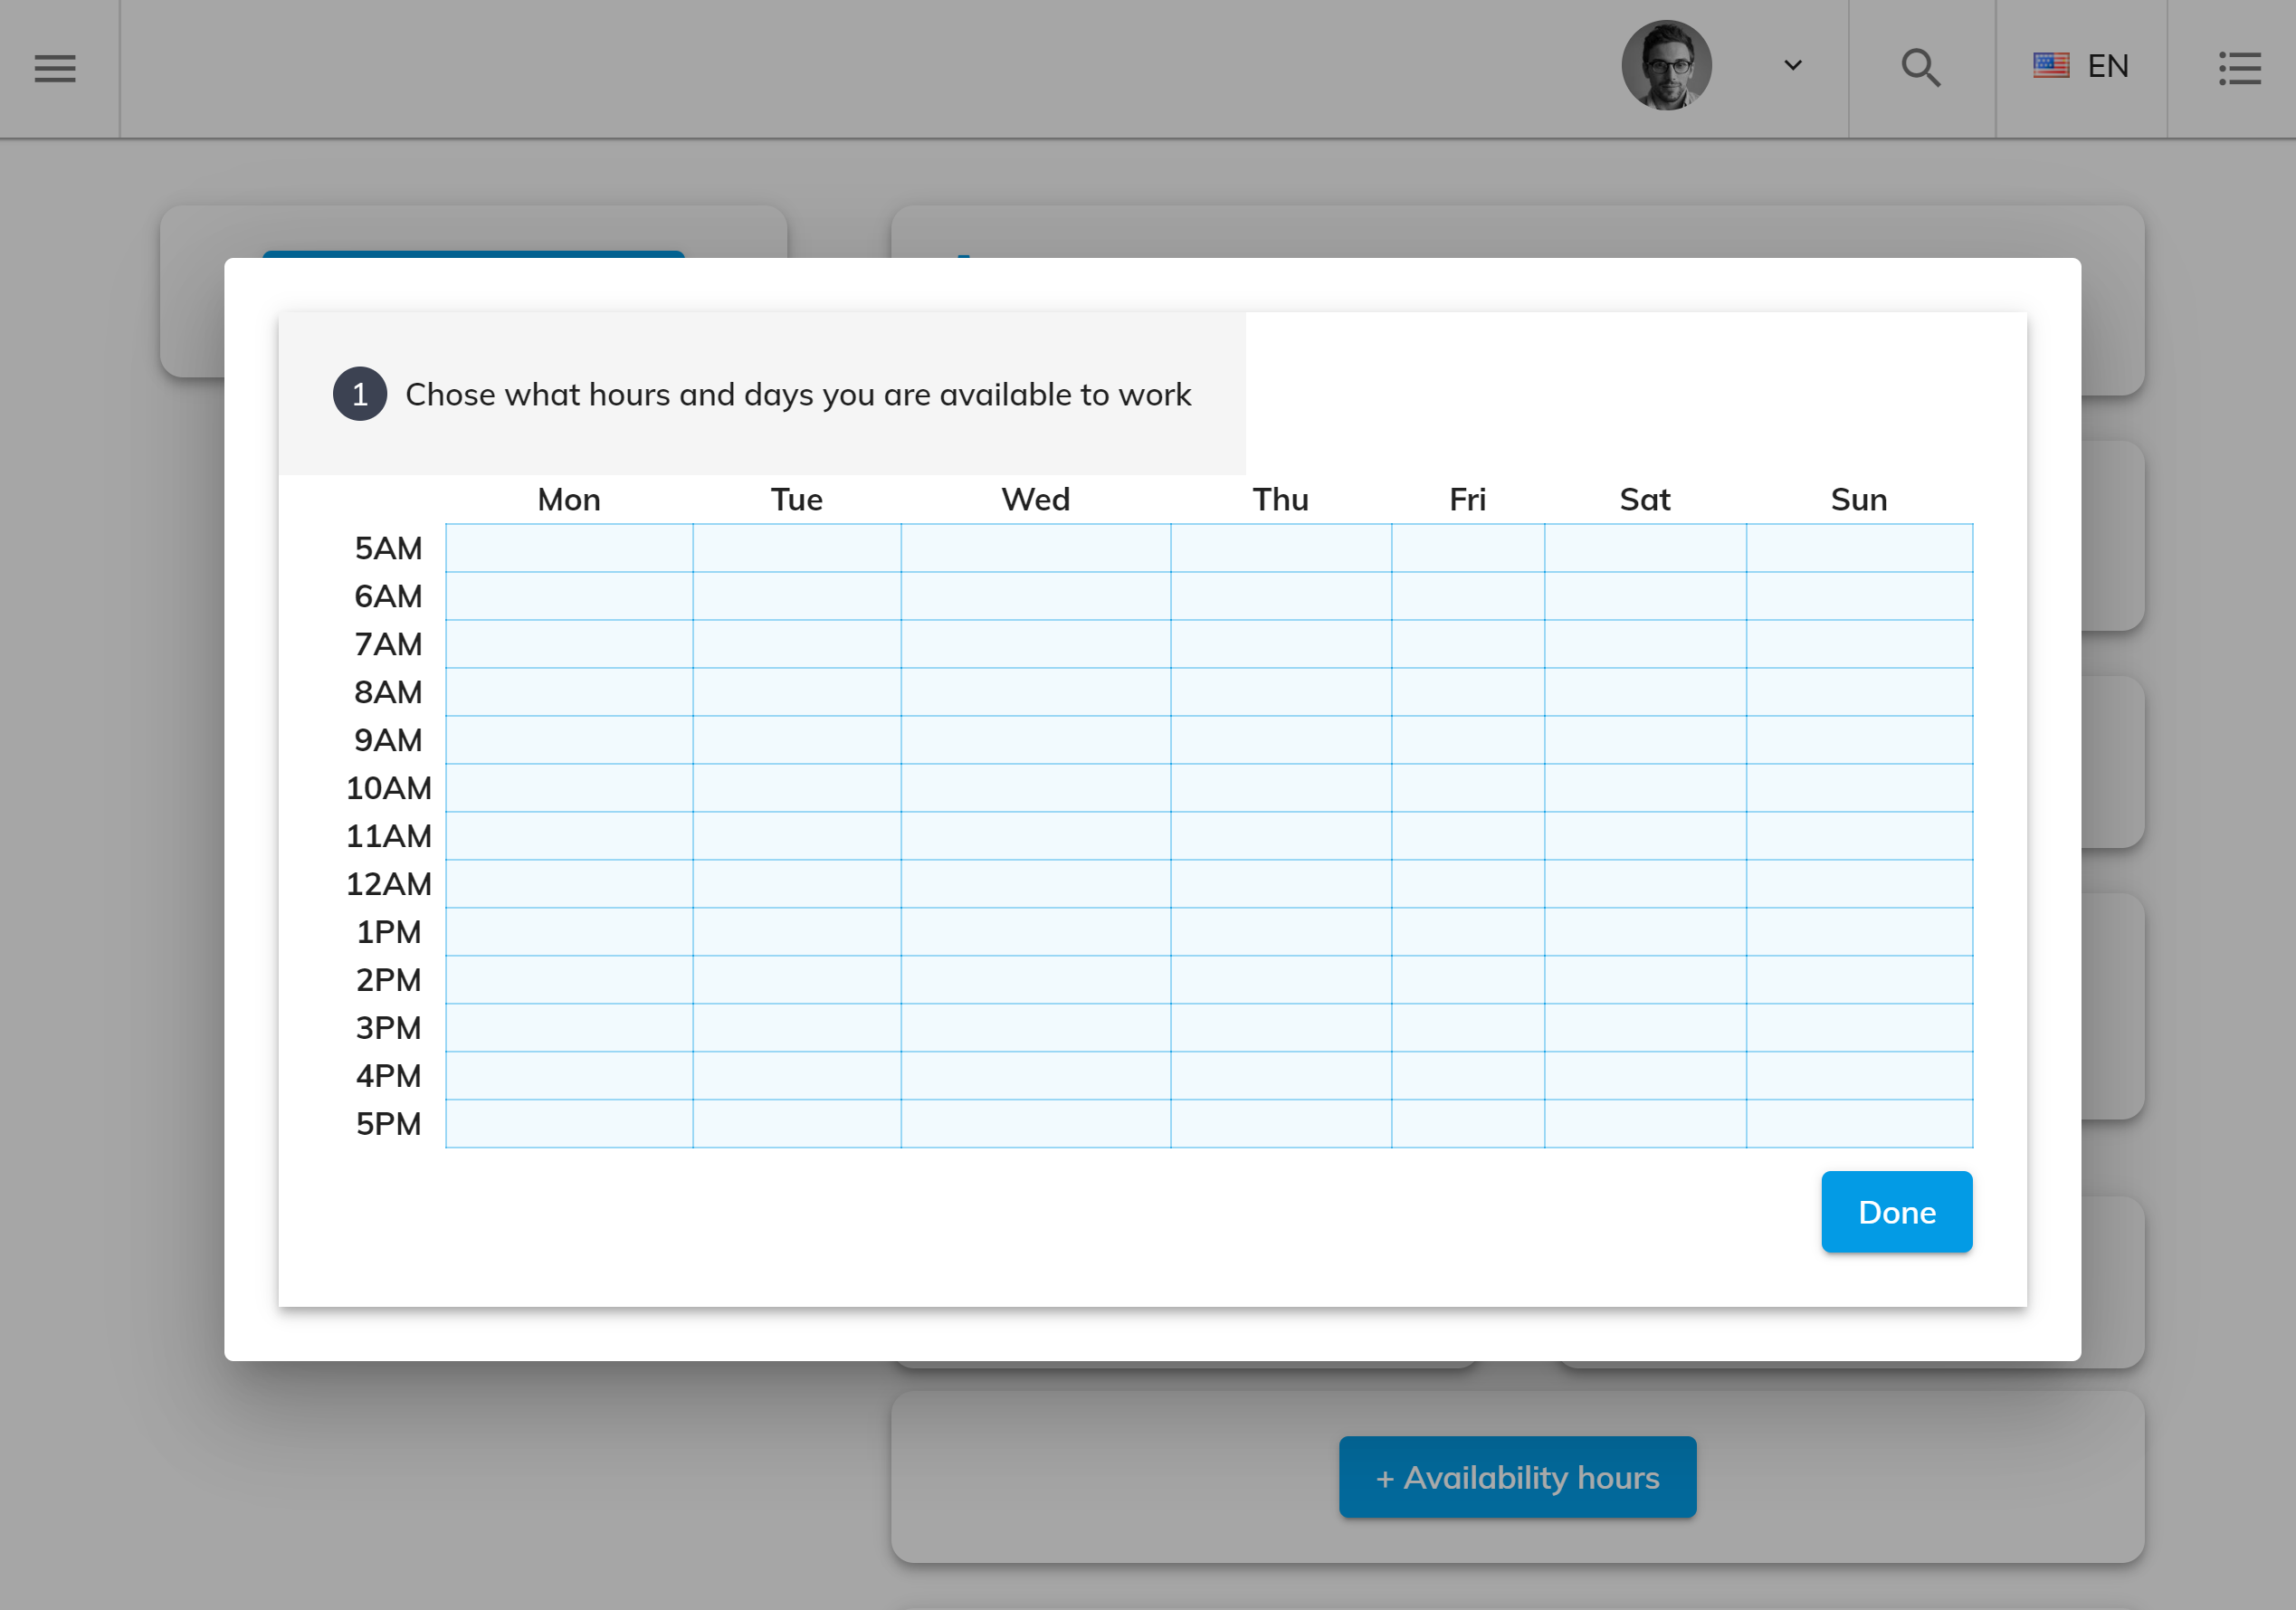 EN
1 Chose what hours and days you are available to work
Mon Tue Wed Thu Fri Sat Sun
5AM
6AM
7AM
8AM
9AM
10AM
11AM
12AM
1PM
2PM
3PM
4PM
5PM
Done
+ Availability hours